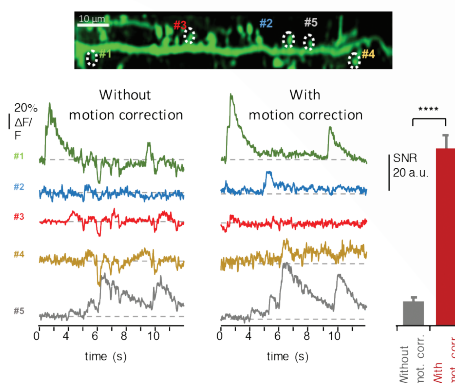 10 µm
#3
#2
#5
#1
#4
Without
motion correction
With
motion correction
20%
ΔF/
F
#1
#2
#3
#4
#5
0 2 4 6 8 10
0 2 4 6 8 10
time (s)
time (s)
****
SNR
20 a.u.
Without
mot. corr.
With
mot. corr.